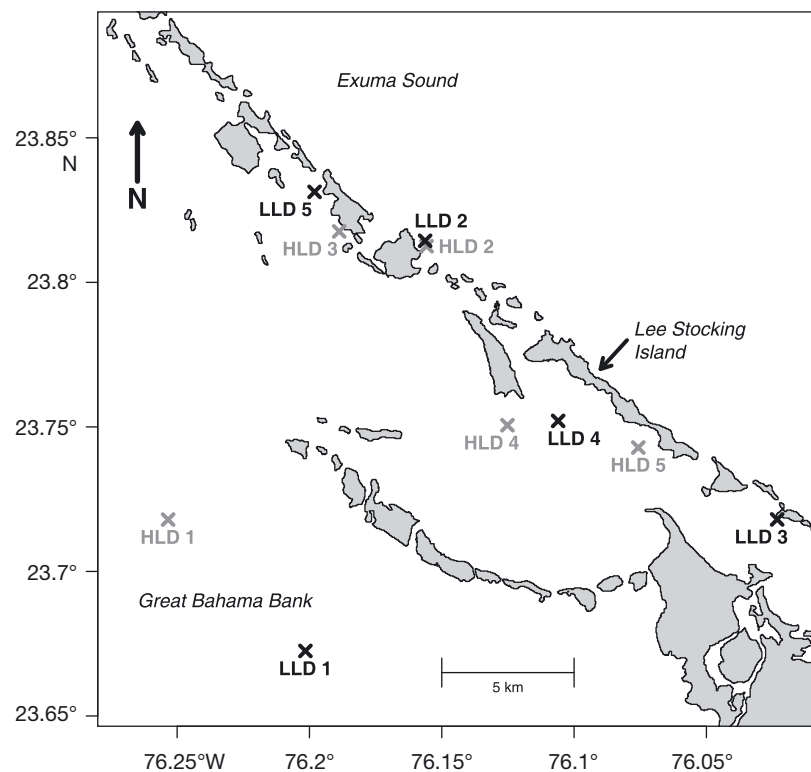 Exuma Sound
23.85°
N
N
LLD 5
LLD 2
HLD 3
HLD 2
23.8°
Lee Stocking
Island
23.75°
HLD 4
LLD 4
HLD 5
HLD 1
LLD 3
23.7°
Great Bahama Bank
LLD 1
5 km
23.65°
76.25°W
76.2°
76.15°
76.1°
76.05°